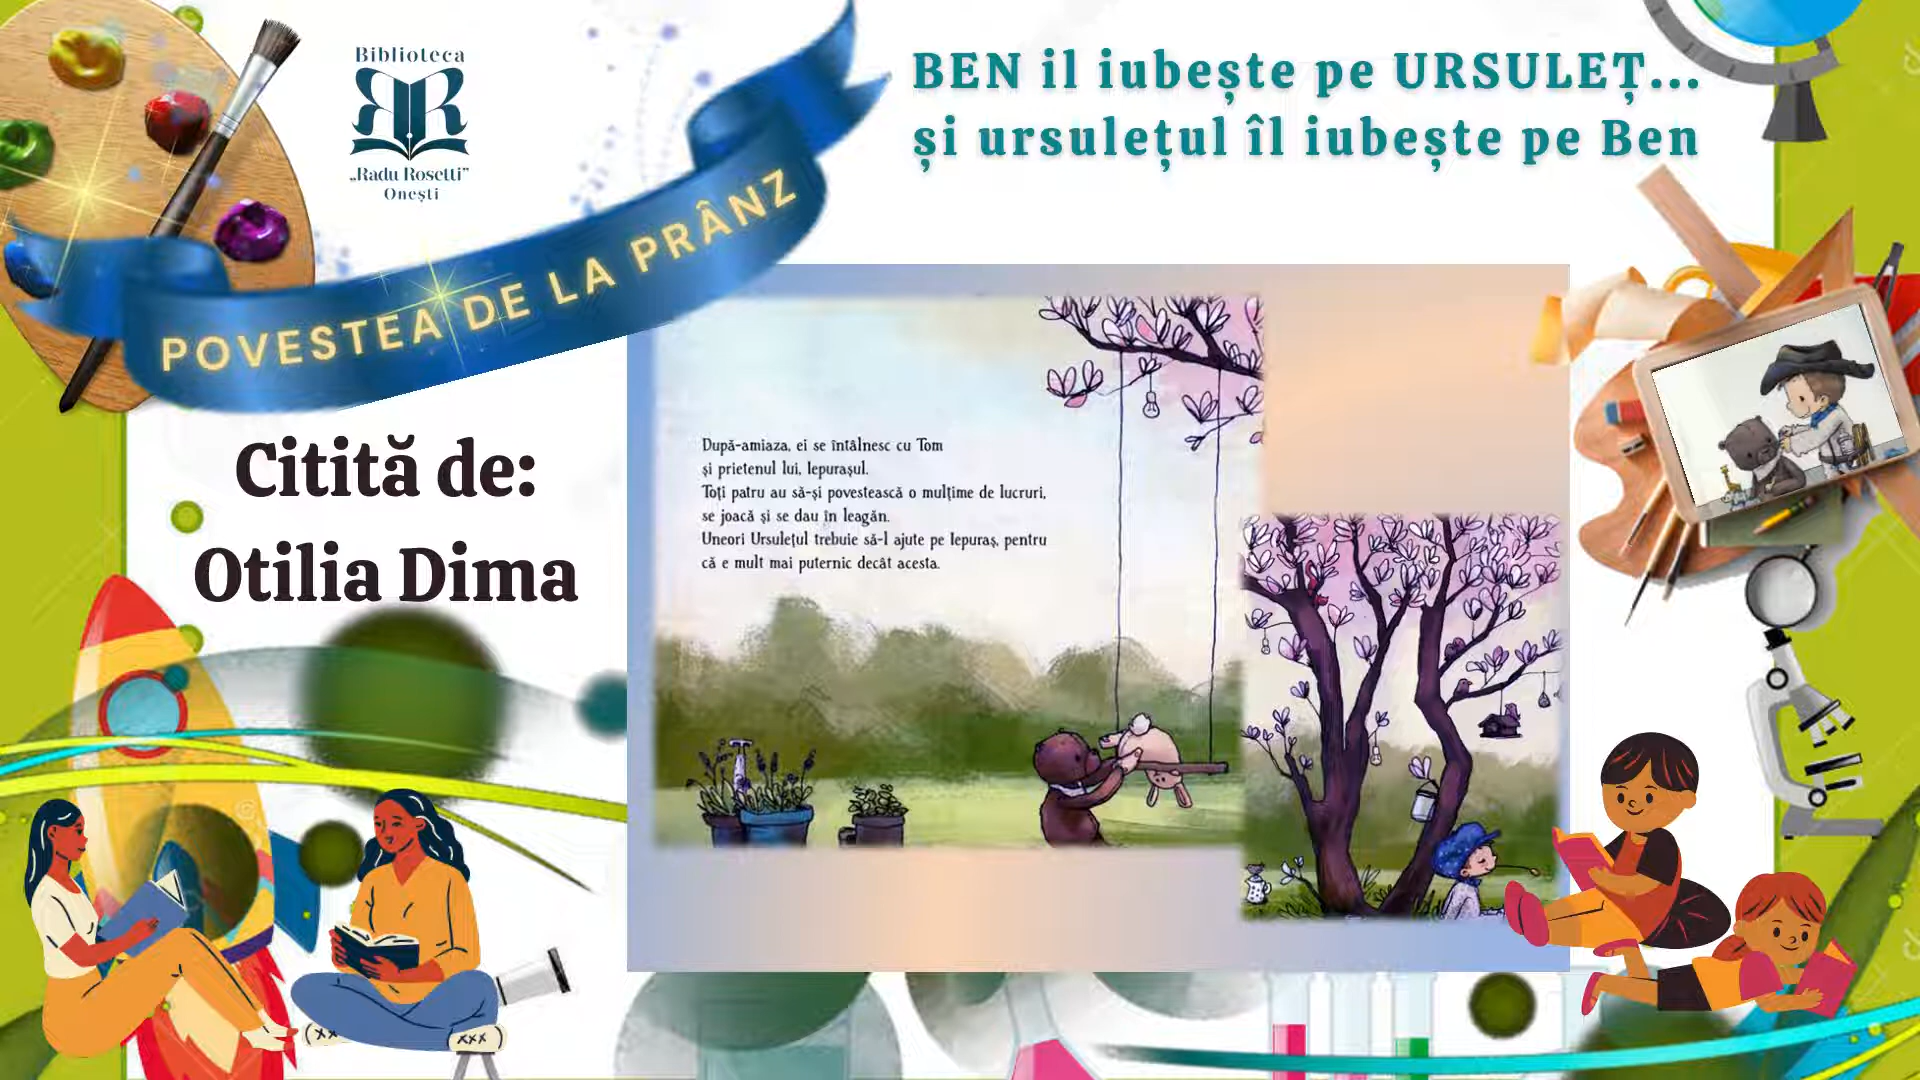 Biblioteca
„Radu Rosetti”
Onești
BEN il iubește pe URSULEȚ...
și ursulețul îl iubește pe Ben
POVESTEA DE LA PRÂNZ
Citită de:
Otilia Dima
După-amiaza, ei se întâlnesc cu Tom
și prietenul lui, Iepurașul.
Toți patru au să-și povestească o mulțime de lucruri,
se joacă și se dau în leagăn.
Uneori Ursulețul trebuie să-l ajute pe Iepuraș, pentru
că e mult mai puternic decât acesta.